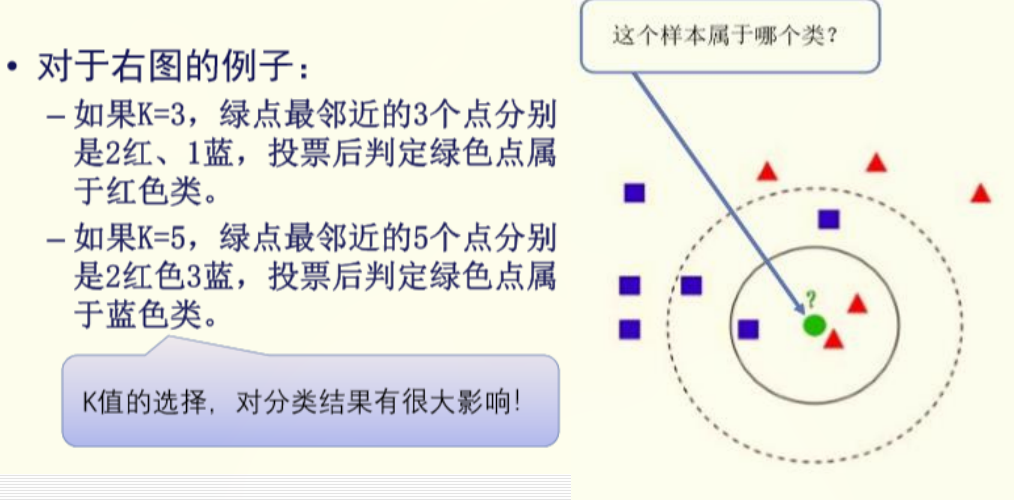 • 对于右图的例子：
– 如果K=3，绿点最邻近的3个点分别
是2红、1蓝，投票后判定绿色点属
于红色类。
– 如果K=5，绿点最邻近的5个点分别
是2红色3蓝，投票后判定绿色点属
于蓝色类。
K值的选择，对分类结果有很大影响！
这个样本属于哪个类？
?